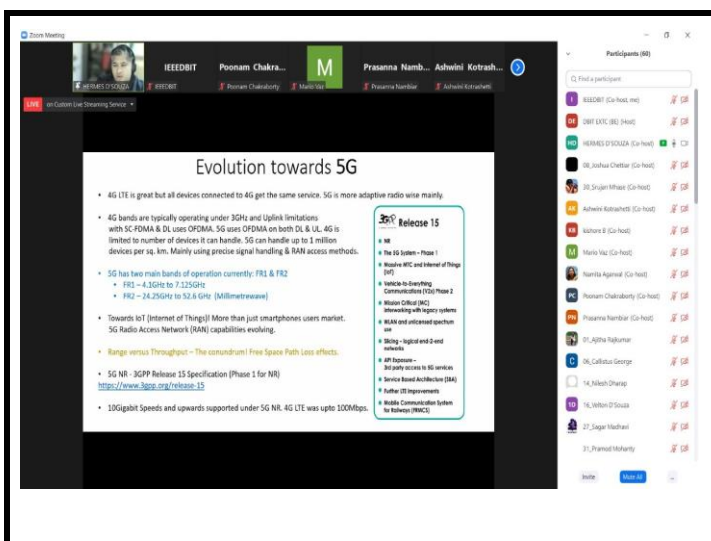 Zoom Meeting
HERMES D'SOUZA
IEEEDBIT
IEEEDBIT
Poonam Chakra...
Poonam Chakraborty
M
Mario Vaz
Prasanna Namb...
Prasanna Nambiar
Ashwini Kotrash...
Ashwini Kotrashetti
LIVE on Custom Live Streaming Service
Evolution towards 5G
• 4G LTE is great but all devices connected to 4G get the same service. 5G is more adaptive radio wise mainly.
• 4G bands are typically operating under 3GHz and Uplink limitations
with SC-FDMA & DL uses OFDMA. 5G uses OFDMA on both DL & UL. 4G is
limited to number of devices it can handle. 5G can handle up to 1 million
devices per sq. km. Mainly using precise signal handling & RAN access methods.
• 5G has two main bands of operation currently: FR1 & FR2
• FR1 – 4.1GHz to 7.125GHz
• FR2 – 24.25GHz to 52.6 GHz (Millimetrewave)
• Towards IoT (Internet of Things)! More than just smartphones users market.
5G Radio Access Network (RAN) capabilities evolving.
• Range versus Throughput – The conundrum! Free Space Path Loss effects.
• 5G NR - 3GPP Release 15 Specification (Phase 1 for NR)
https://www.3gpp.org/release-15
• 10Gigabit Speeds and upwards supported under 5G NR. 4G LTE was upto 100Mbps.
3GPP Release 15
NR
The 5G System – Phase 1
Massive MTC and Internet of Things
(IoT)
Vehicle-to-Everything
Communications (V2x) Phase 2
Mission Critical (MC)
interworking with legacy systems
WLAN and unlicensed spectrum
use
Slicing – logical end-2-end
networks
API Exposure –
3rd party access to 5G services
Service Based Architecture (SBA)
Further LTE improvements
Mobile Communication System
for Railways (FRMCS)
Participants (60)
Find a participant
I IEEEDBIT (Co-host, me)
DE DBIT EXTC (BE) (Host)
HD HERMES D'SOUZA (Co-host)
08_Joshua Chettiar (Co-host)
30_Srujan Mhase (Co-host)
AK Ashwini Kotrashetti (Co-host)
KB kishore B (Co-host)
M Mario Vaz (Co-host)
Namita Agarwal (Co-host)
PC Poonam Chakraborty (Co-host)
PN Prasanna Nambiar (Co-host)
01_Ajitha Rajkumar
C 06_Callistus George
14_Nilesh Dharap
1D 16_Velton D'Souza
27_Sagar Madhavi
31_Pramod Mohanty
Invite
Mute All
...